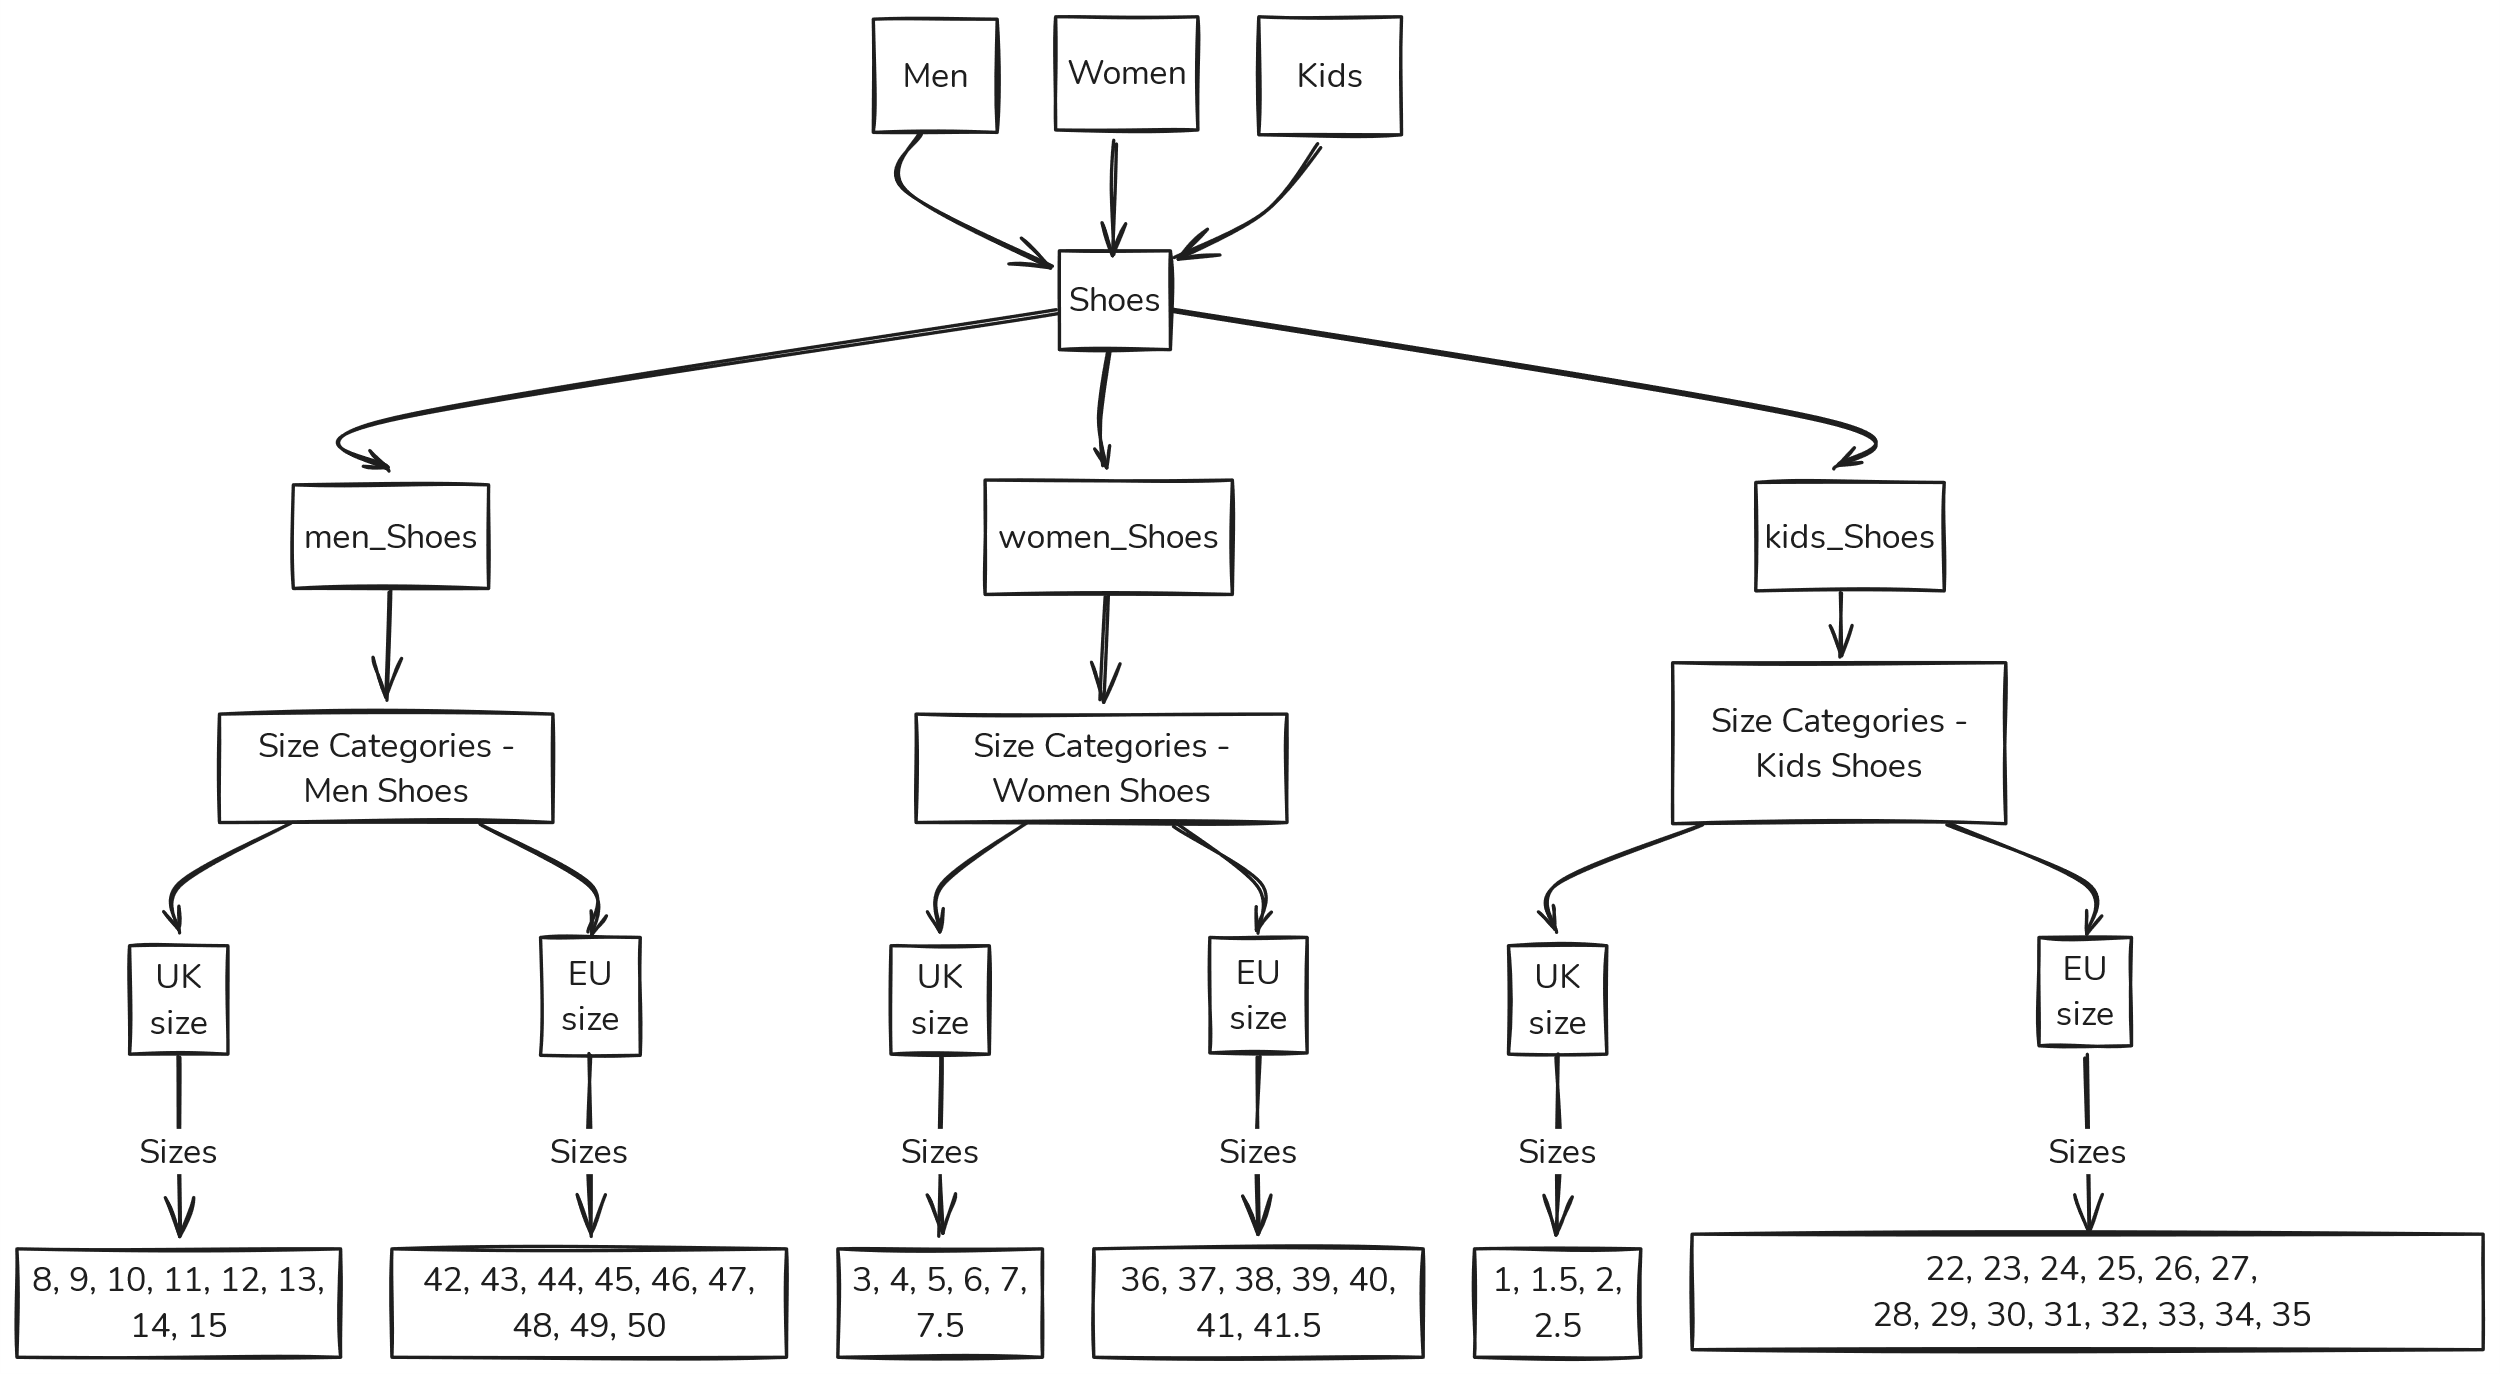 Men
Women
Kids
Shoes
men_Shoes
women_Shoes
kids_Shoes
Size Categories -
Men Shoes
Size Categories -
Women Shoes
Size Categories -
Kids Shoes
UK
size
EU
size
UK
size
EU
size
UK
size
EU
size
Sizes
Sizes
Sizes
Sizes
Sizes
Sizes
8, 9, 10, 11, 12, 13,
14, 15
42, 43, 44, 45, 46, 47,
48, 49, 50
3, 4, 5, 6, 7,
7.5
36, 37, 38, 39, 40,
41, 41.5
1, 1.5, 2,
2.5
22, 23, 24, 25, 26, 27,
28, 29, 30, 31, 32, 33, 34, 35